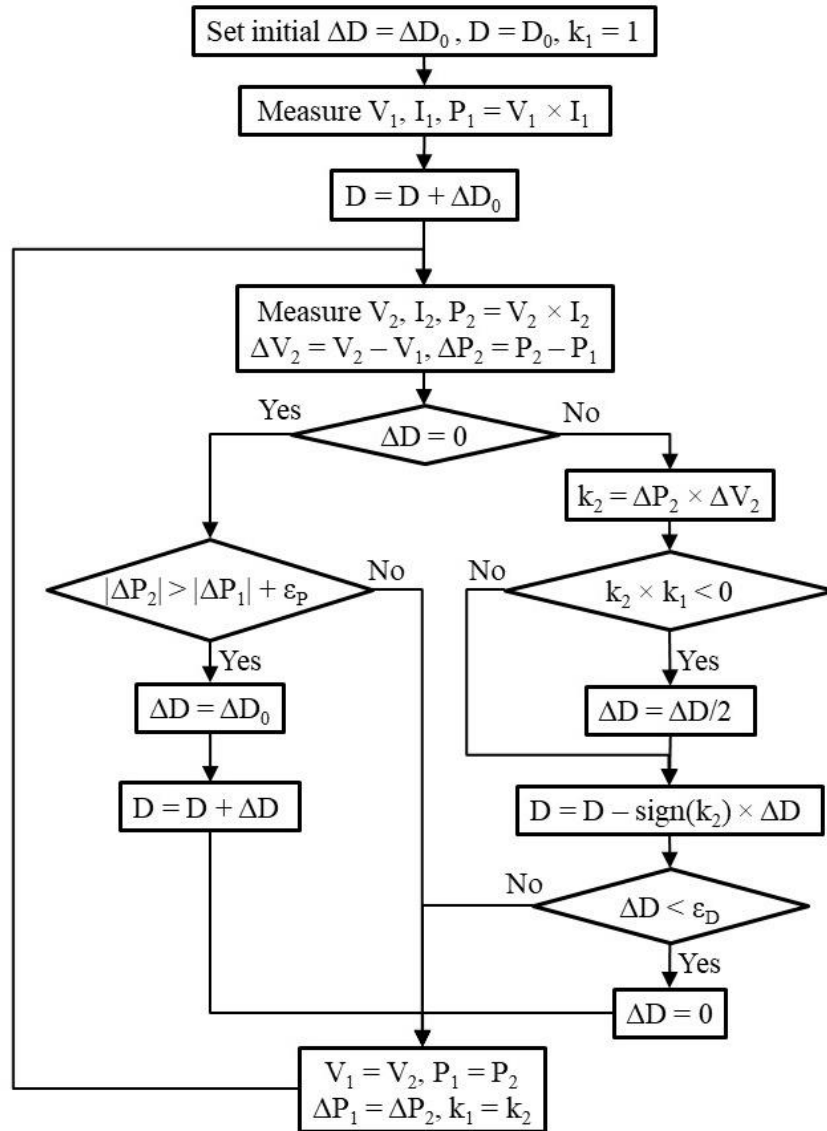 Set initial ΔD = ΔD₀ , D = D₀, k₁ = 1
Measure V₁, I₁, P₁ = V₁ × I₁
D = D + ΔD₀
Measure V₂, I₂, P₂ = V₂ × I₂
ΔV₂ = V₂ – V₁, ΔP₂ = P₂ – P₁
Yes
No
ΔD = 0
k₂ = ΔP₂ × ΔV₂
|ΔP₂| > |ΔP₁| + εP
No
No
k₂ × k₁ < 0
Yes
Yes
ΔD = ΔD₀
ΔD = ΔD/2
D = D + ΔD
D = D – sign(k₂) × ΔD
No
ΔD < εD
Yes
ΔD = 0
V₁ = V₂, P₁ = P₂
ΔP₁ = ΔP₂, k₁ = k₂